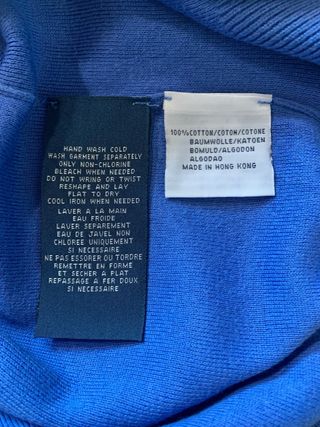 HAND WASH COLD
WASH GARMENT SEPARATELY
ONLY NON-CHLORINE
BLEACH WHEN NEEDED
DO NOT WRING OR TWIST
RESHAPE AND LAY
FLAT TO DRY
COOL IRON WHEN NEEDED
LAVER A LA MAIN
EAU FROIDE
LAVER SEPAREMENT
EAU DE JAVEL NON
CHLOREE UNIQUEMENT
SI NECESSAIRE
NE PAS ESSORER OU TORDRE
REMETTRE EN FORME
ET SECHER A PLAT
REPASSAGE A FER DOUX
SI NECESSAIRE
100%COTTON/COTON/COTONE
BAUMWOLLE/KATOEN
BOMULD/ALGODON
ALGODAO
MADE IN HONG KONG